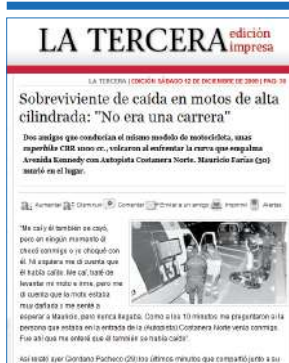 LA TERCERA edición
impresa
LA TERCERA | EDICIÓN SÁBADO 12 DE DICIEMBRE DE 2009 | PAG:
Sobreviviente de caída en motos de alta
cilindrada: "No era una carrera"
Dos amigos que conducían el mismo modelo de motocicleta, unas
superbike CBR 1000 cc., volcaron al enfrentar la curva que empalma
Avenida Kennedy con Autopista Costanera Norte. Mauricio Farías (30)
murió en el lugar.
Aumentar Disminuir Comentar Enviar a un amigo Imprimir Alertas
"Me caí y él también se cayó,
pero en ningún momento él
chocó conmigo o yo choqué con
él. Ni siquiera me di cuenta que
él había caído. Me caí, traté de
levantar mi moto e irme, pero me
di cuenta que la moto estaba
muy dañada y me senté a
esperar a Mauricio, pero nunca llegaba. Como a los 10 minutos me preguntaron si la
persona que estaba en la entrada de la (Autopista) Costanera Norte venía conmigo.
Fue ahí que me enteré que él también se había caído".
Así relató ayer Giordano Pacheco (29) los últimos minutos que compartió junto a su